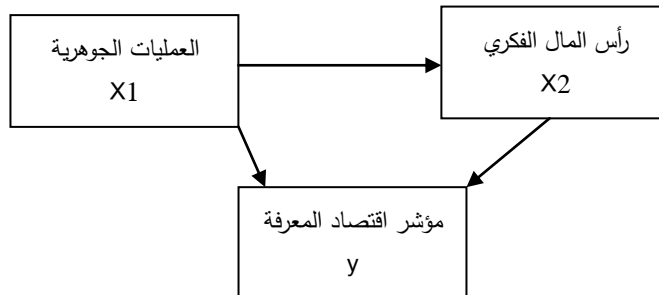 رأس المال الفكري
X2
العمليات الجوهرية
X1
مؤشر اقتصاد المعرفة
y